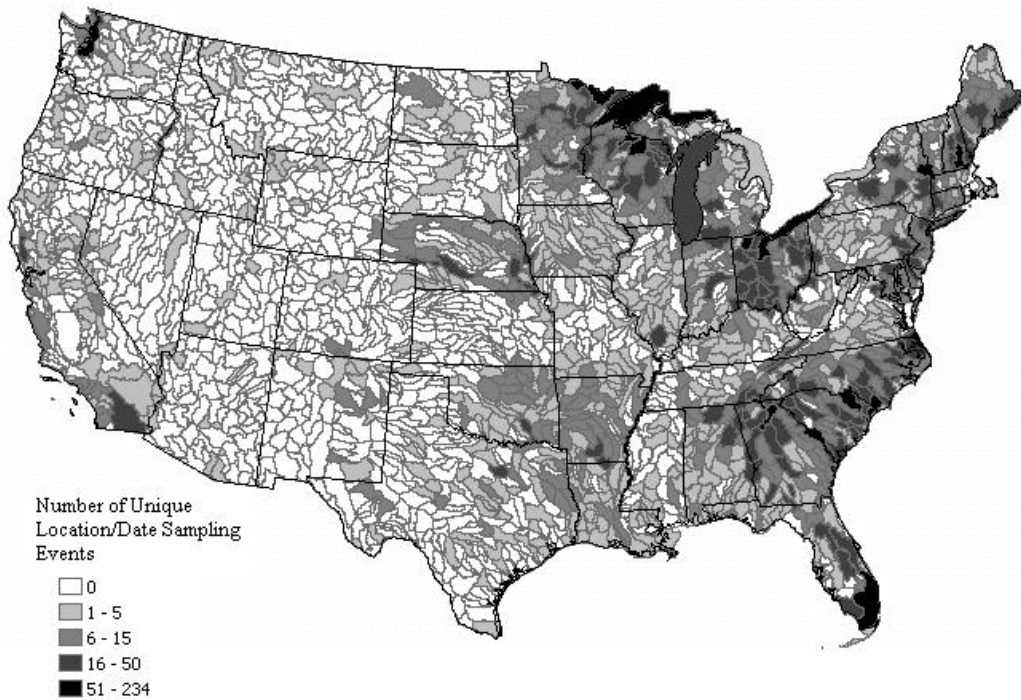 Number of Unique
Location/Date Sampling
Events
0
1 - 5
6 - 15
16 - 50
51 - 234